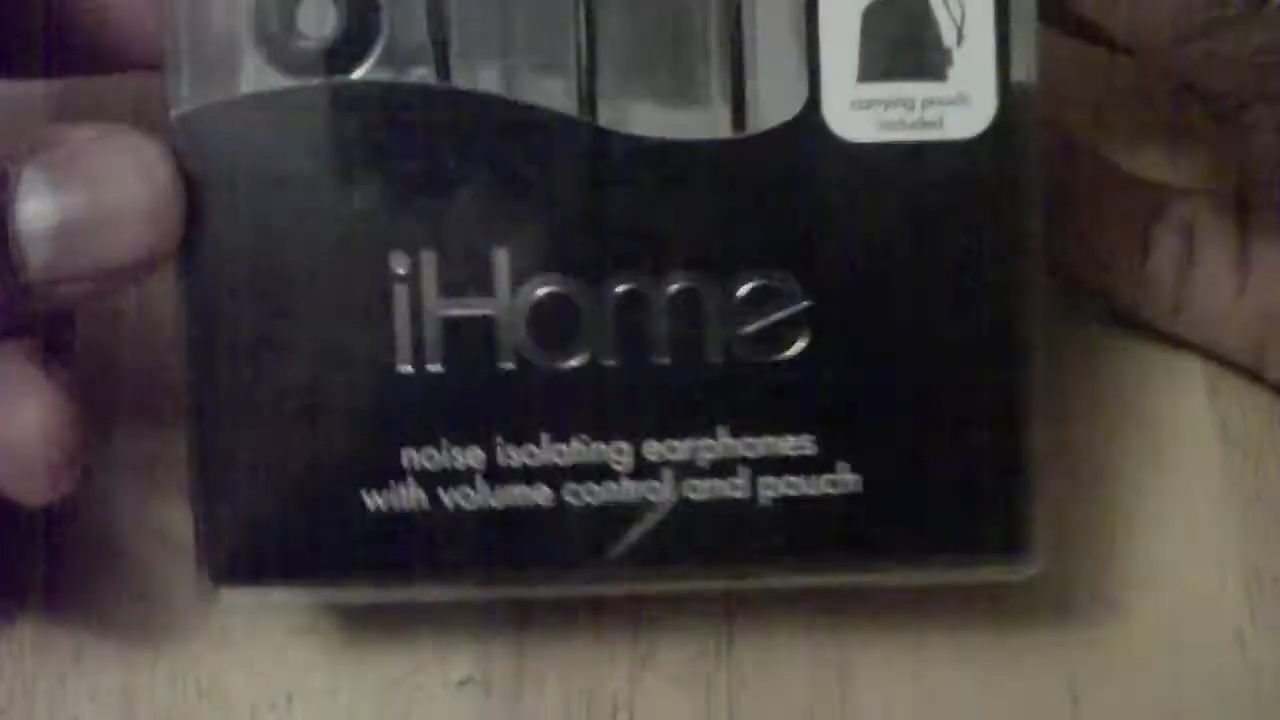 carrying pouch
included
iHome
noise isolating earphones
with volume control and pouch